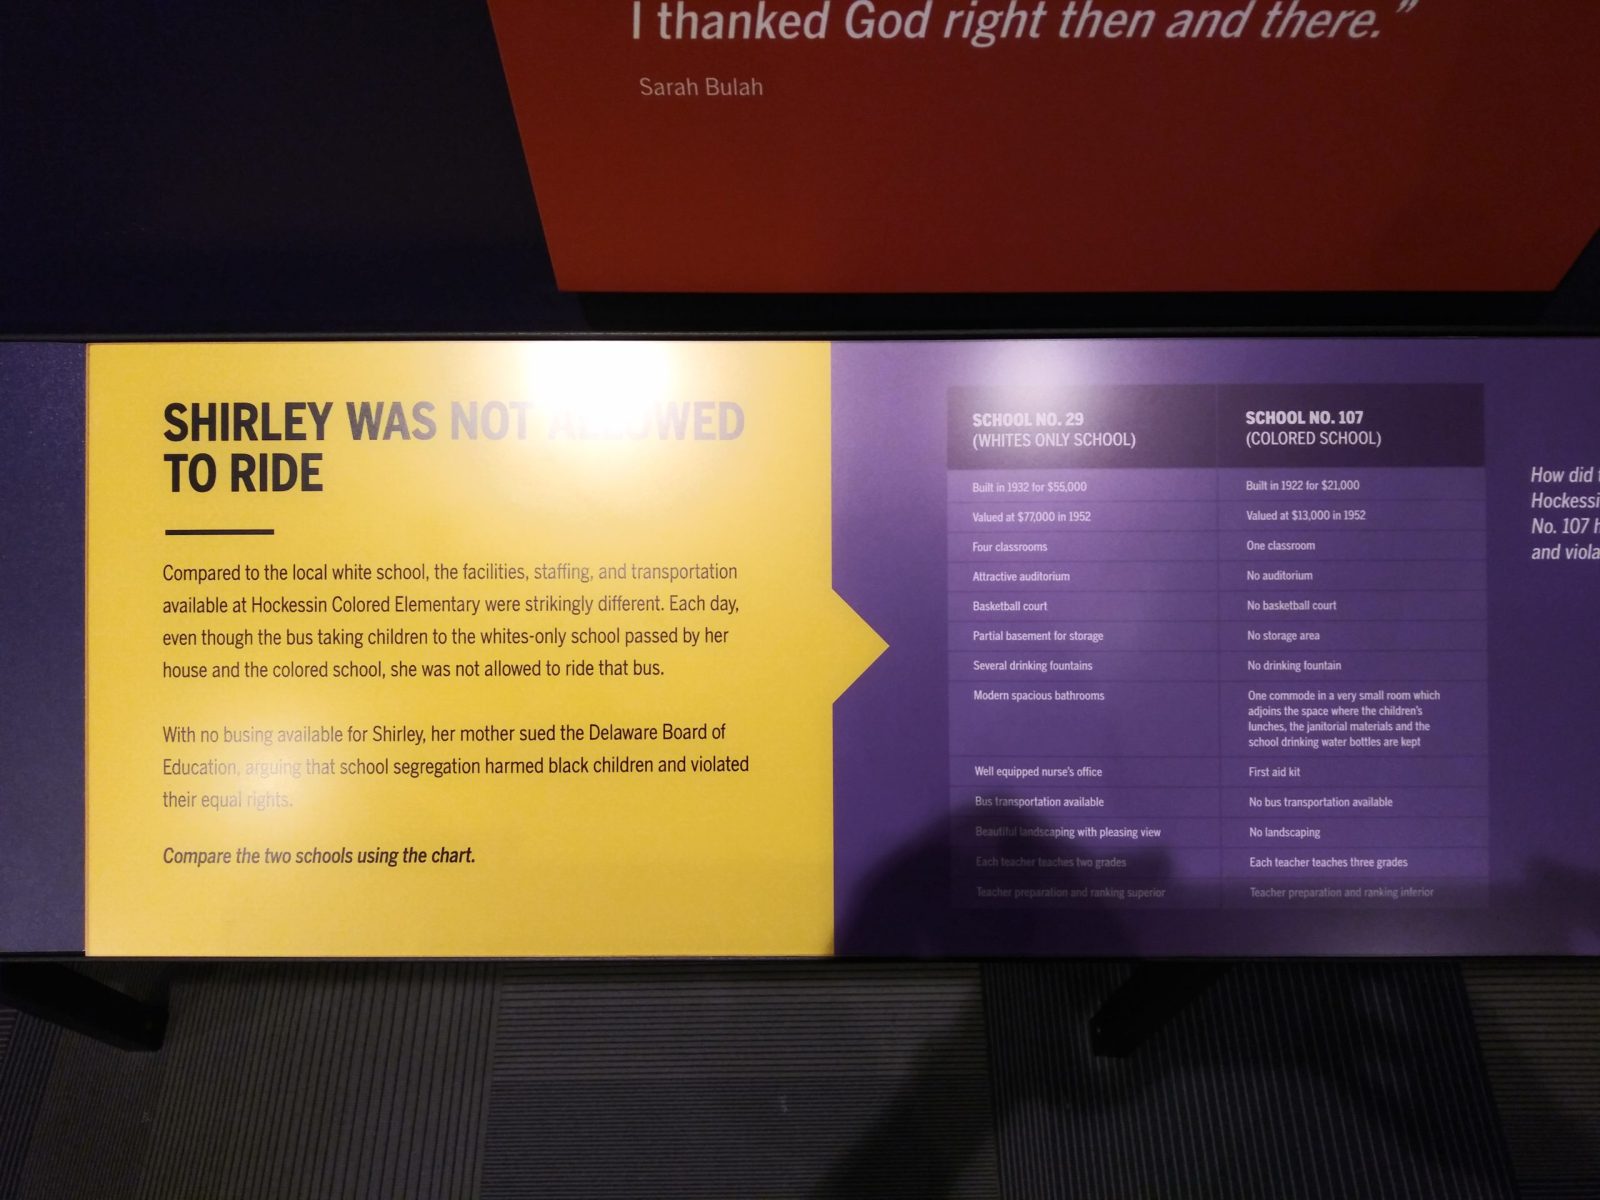 I thanked God right then and there.”
Sarah Bulah
SHIRLEY WAS NOT ALLOWED
TO RIDE
Compared to the local white school, the facilities, staffing, and transportation
available at Hockessin Colored Elementary were strikingly different. Each day,
even though the bus taking children to the whites-only school passed by her
house and the colored school, she was not allowed to ride that bus.
With no busing available for Shirley, her mother sued the Delaware Board of
Education, arguing that school segregation harmed black children and violated
their equal rights.
Compare the two schools using the chart.
SCHOOL NO. 29
(WHITES ONLY SCHOOL)
SCHOOL NO. 107
(COLORED SCHOOL)
Built in 1932 for $55,000
Built in 1922 for $21,000
Valued at $77,000 in 1952
Valued at $13,000 in 1952
Four classrooms
One classroom
Attractive auditorium
No auditorium
Basketball court
No basketball court
Partial basement for storage
No storage area
Several drinking fountains
No drinking fountain
Modern spacious bathrooms
One commode in a very small room which
adjoins the space where the children's
lunches, the janitorial materials and the
school drinking water bottles are kept
Well equipped nurse's office
First aid kit
Bus transportation available
No bus transportation available
Beautiful landscaping with pleasing view
No landscaping
Each teacher teaches two grades
Each teacher teaches three grades
Teacher preparation and ranking superior
Teacher preparation and ranking inferior
How did
Hockessi
No. 107
and viola